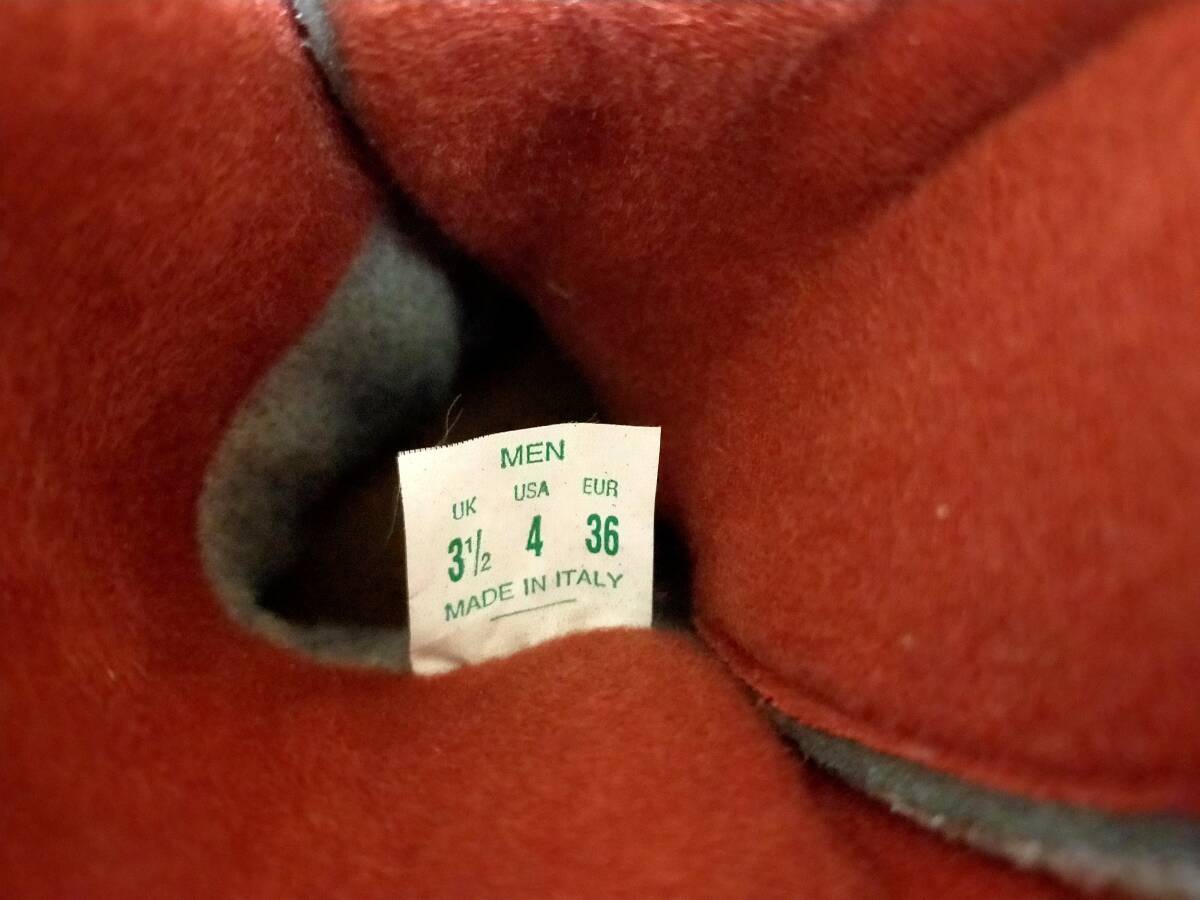 MEN
UK USA EUR
3½ 4 36
MADE IN ITALY